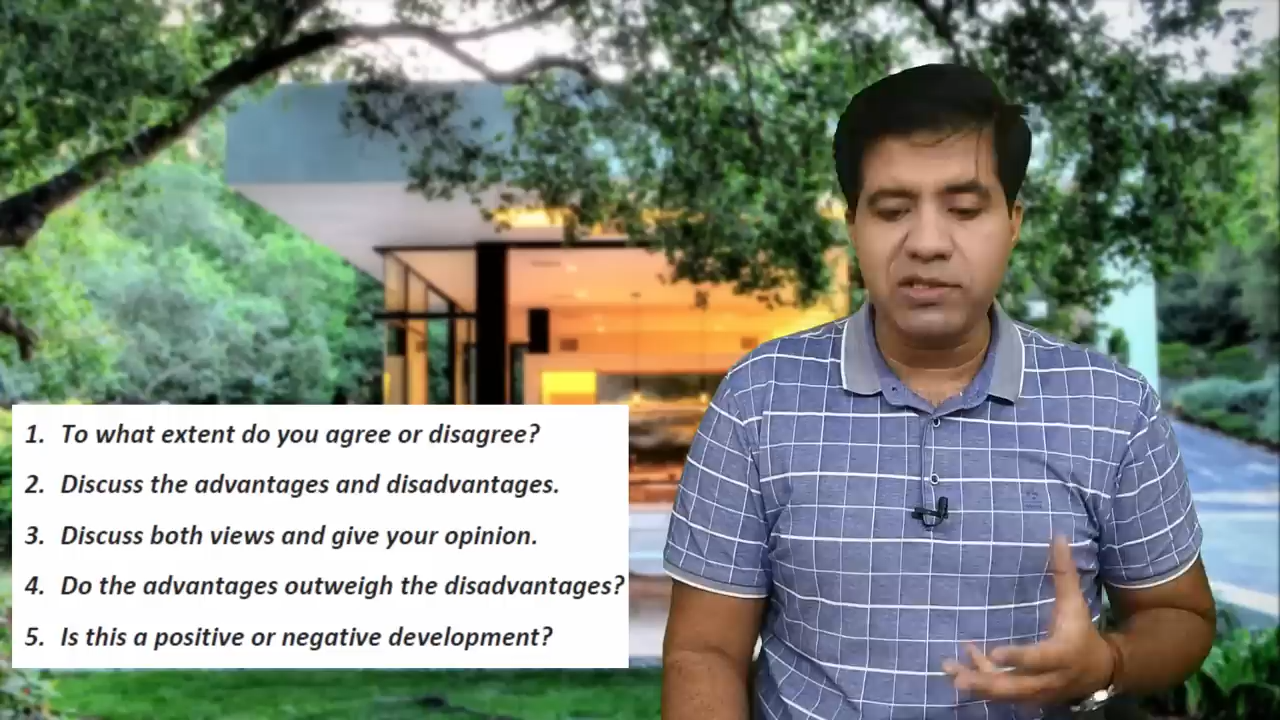 1. To what extent do you agree or disagree?
2. Discuss the advantages and disadvantages.
3. Discuss both views and give your opinion.
4. Do the advantages outweigh the disadvantages?
5. Is this a positive or negative development?